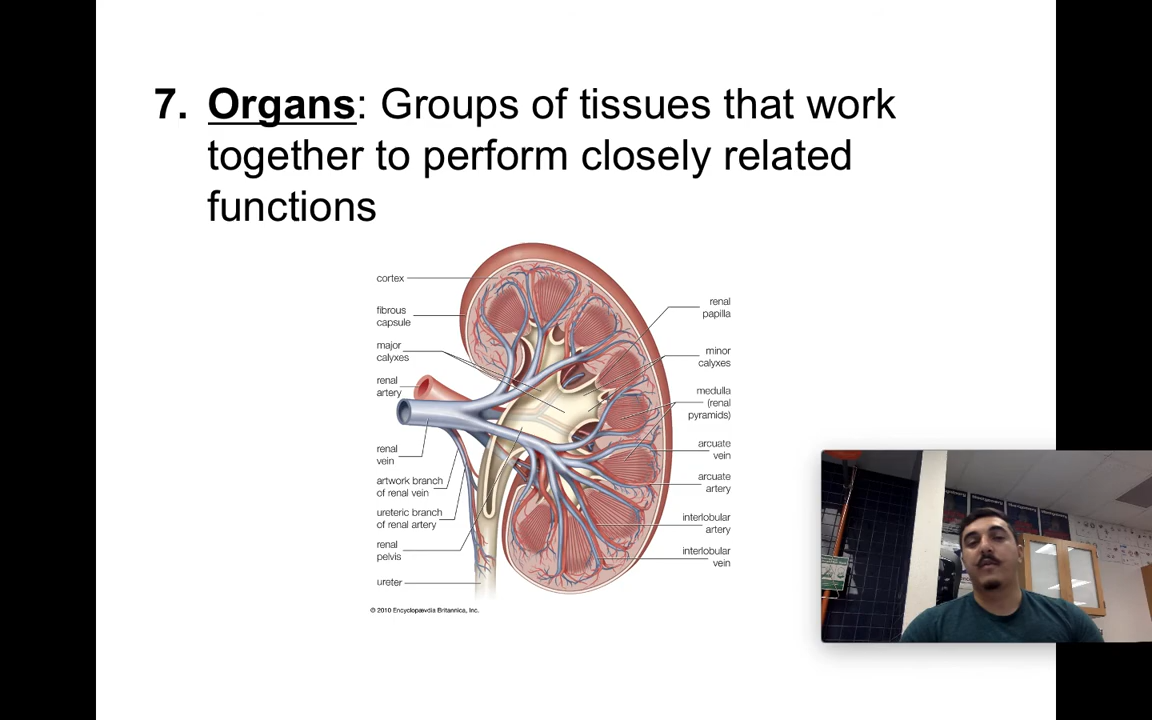 7. Organs: Groups of tissues that work
together to perform closely related
functions
cortex
fibrous
capsule
major
calyxes
renal
artery
renal
vein
artwork branch
of renal vein
ureteric branch
of renal artery
renal
pelvis
ureter
renal
papilla
minor
calyxes
medulla
(renal
pyramids)
arcuate
vein
arcuate
artery
interlobular
artery
interlobular
vein
© 2010 Encyclopædia Britannica, Inc.